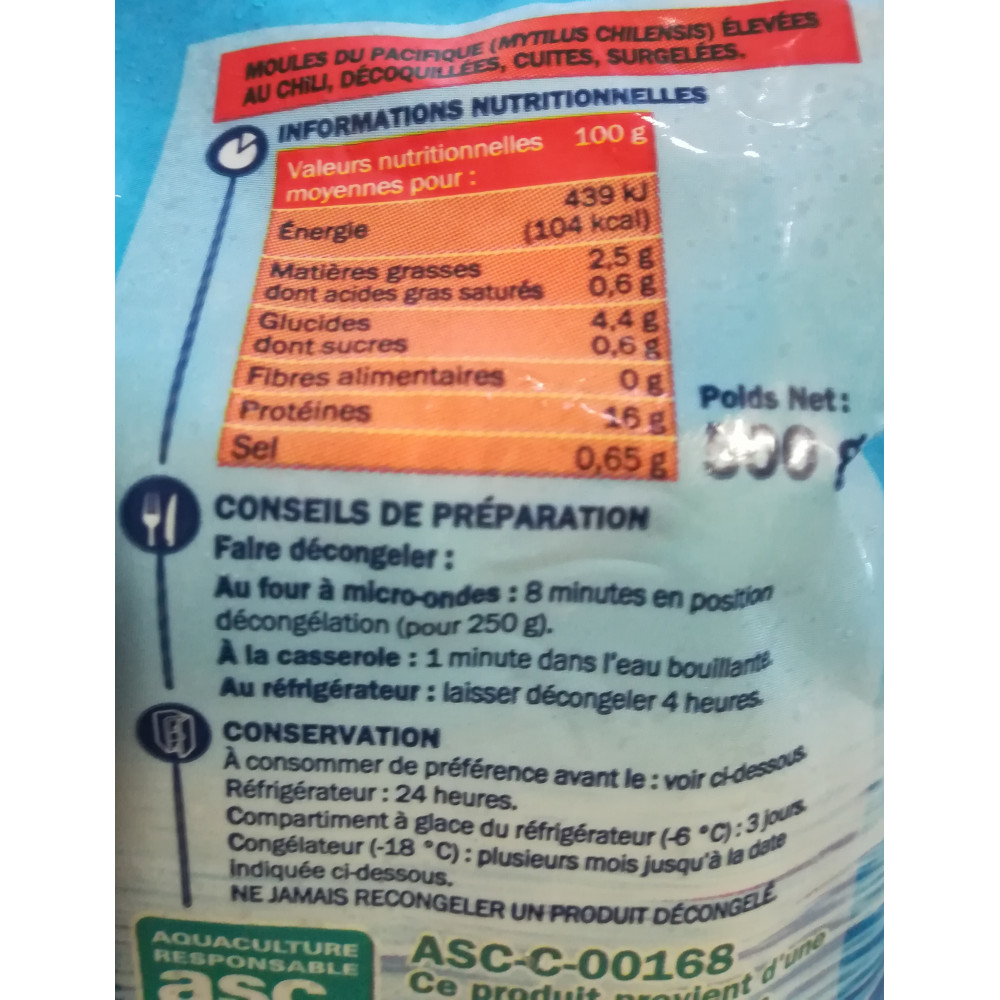 MOULES DU PACIFIQUE (MYTILUS CHILENSIS) ÉLEVÉES
AU CHILI, DÉCOQUILLÉES, CUITES, SURGELÉES.
INFORMATIONS NUTRITIONNELLES
Valeurs nutritionnelles 100 g
moyennes pour :
439 kJ
Énergie (104 kcal)
Matières grasses 2,5 g
dont acides gras saturés 0,6 g
Glucides 4,4 g
dont sucres 0,6 g
Fibres alimentaires 0 g
Protéines 16 g
Sel 0,65 g
Poids Net:
g
CONSEILS DE PRÉPARATION
Faire décongeler :
Au four à micro-ondes : 8 minutes en position
décongélation (pour 250 g).
À la casserole : 1 minute dans l'eau bouillante.
Au réfrigérateur : laisser décongeler 4 heures.
CONSERVATION
À consommer de préférence avant le : voir ci-dessous.
Réfrigérateur : 24 heures.
Compartiment à glace du réfrigérateur (-6 °C) : 3 jours.
Congélateur (-18 °C) : plusieurs mois jusqu'à la date
indiquée ci-dessous.
NE JAMAIS RECONGELER UN PRODUIT DÉCONGELÉ.
AQUACULTURE
RESPONSABLE
asc
ASC-C-00168
Ce produit provient d'une